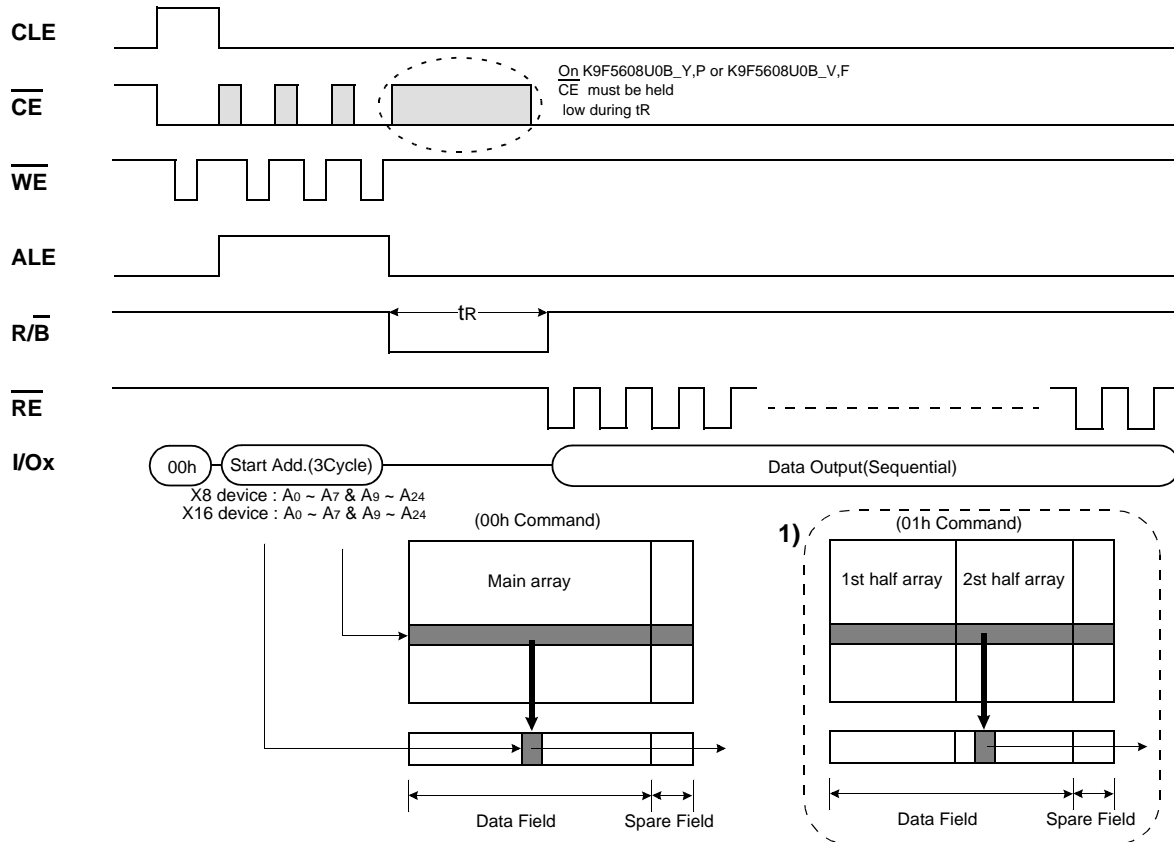 CLE
On K9F5608U0B_Y,P or K9F5608U0B_V,F
CE
CE must be held
low during tR
WE
ALE
R/B
tR
RE
I/Ox
00h
Start Add.(3Cycle)
Data Output(Sequential)
X8 device : A0 ~ A7 & A9 ~ A24
X16 device : A0 ~ A7 & A9 ~ A24
(00h Command)
1)
(01h Command)
Main array
1st half array
2st half array
Data Field
Spare Field
Data Field
Spare Field